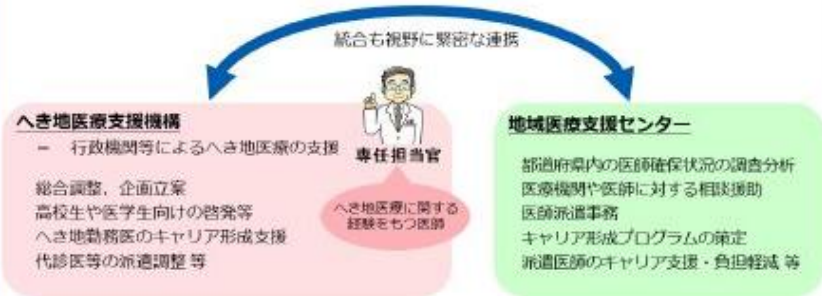 統合も視野に緊密な連携
へき地医療支援機構
－ 行政機関等によるへき地医療の支援
総合調整、企画立案
高校生や医学生向けの啓発等
へき地勤務医のキャリア形成支援
代診医等の派遣調整 等
専任担当官
へき地医療に関する
経験をもつ医師
地域医療支援センター
都道府県内の医師確保状況の調査分析
医療機関や医師に対する相談援助
医師派遣事務
キャリア形成プログラムの策定
派遣医師のキャリア支援・負担軽減 等